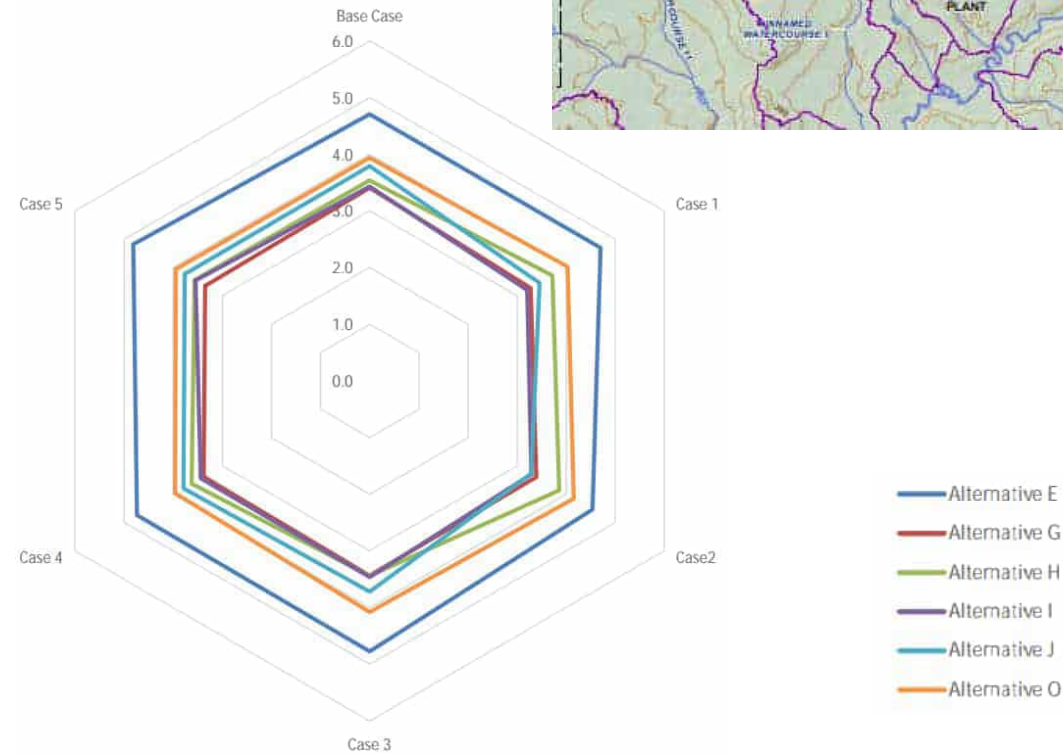 Base Case
6.0
5.0
4.0
3.0
2.0
1.0
0.0
Case 1
Case2
Case 3
Case 4
Case 5
PLANT
UNNAMED
WATERCOURSE I
Alternative E
Alternative G
Alternative H
Alternative I
Alternative J
Alternative O